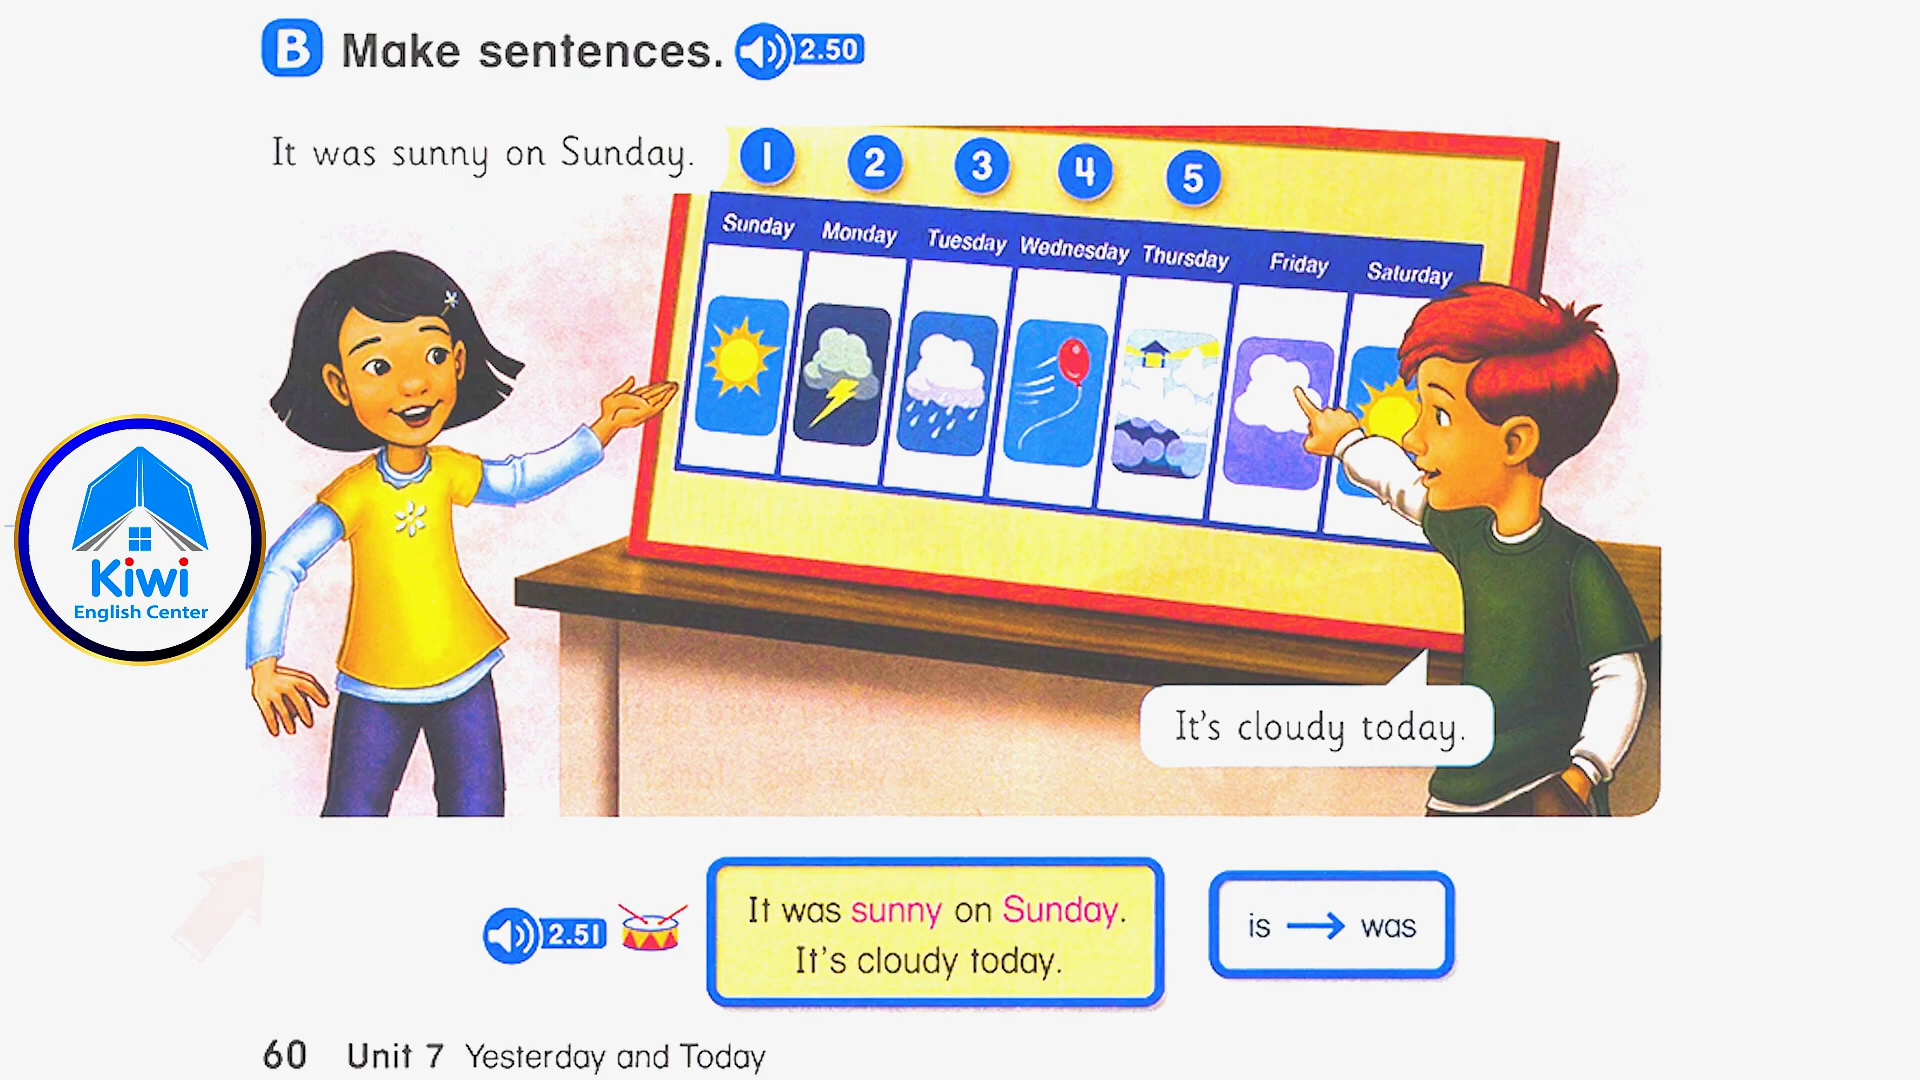 B Make sentences. 2.50
It was sunny on Sunday.
1 2 3 4 5
Sunday Monday Tuesday Wednesday Thursday Friday Saturday
Kiwi
English Center
It's cloudy today.
2.51
It was sunny on Sunday.
It's cloudy today.
is → was
60 Unit 7 Yesterday and Today